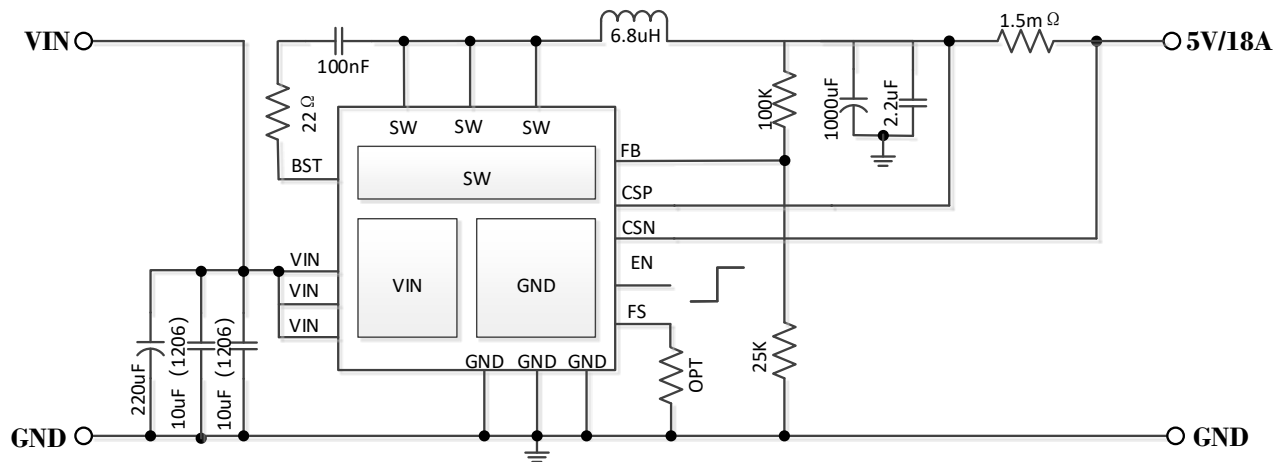 VIN
100nF
6.8uH
1.5mΩ
5V/18A
22Ω
100K
1000uF
2.2uF
SW SW SW
BST
SW
FB
CSP
CSN
VIN
VIN
VIN
VIN
GND
EN
FS
220uF
10uF (1206)
10uF (1206)
GND GND GND
OPT
25K
GND
GND